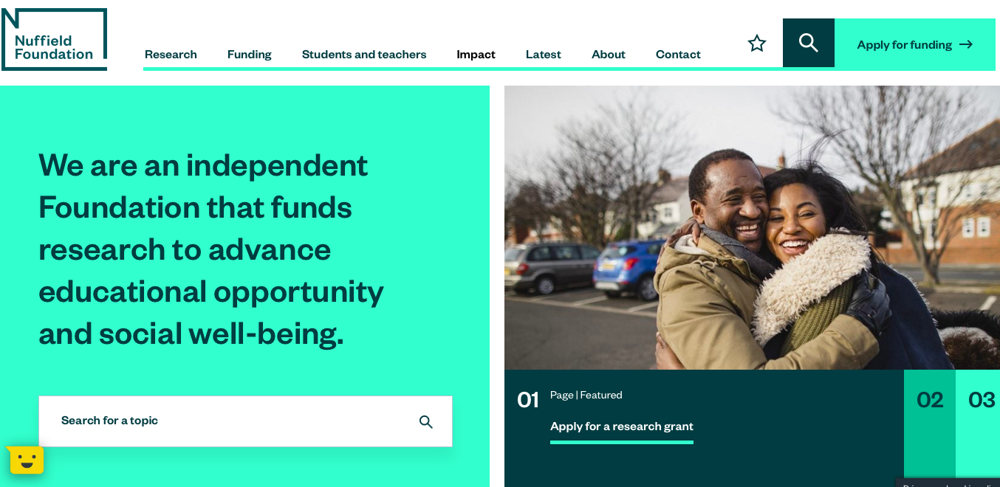 Nuffield
Foundation
Research
Funding
Students and teachers
Impact
Latest
About
Contact
Apply for funding
We are an independent
Foundation that funds
research to advance
educational opportunity
and social well-being.
Search for a topic
01
Page | Featured
Apply for a research grant
02
03